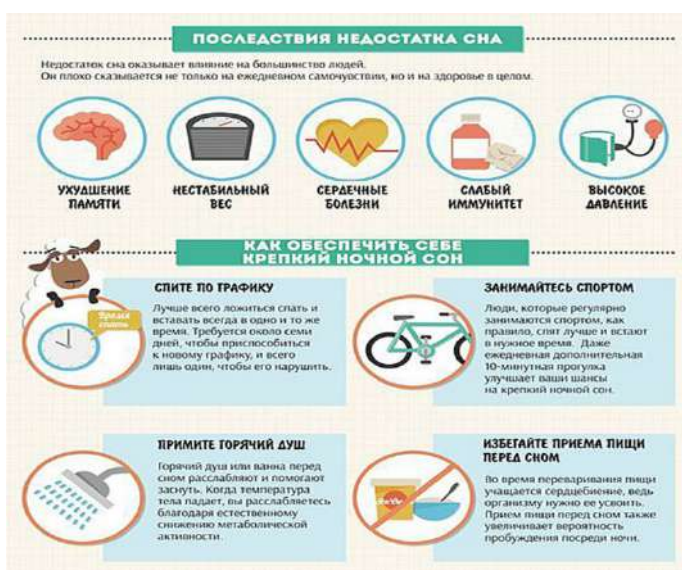 ПОСЛЕДСТВИЯ НЕДОСТАТКА СНА
Недостаток сна оказывает влияние на большинство людей.
Он плохо сказывается не только на ежедневном самочувствии, но и на здоровье в целом.
УХУДШЕНИЕ
ПАМЯТИ
НЕСТАБИЛЬНЫЙ
ВЕС
СЕРДЕЧНЫЕ
БОЛЕЗНИ
СЛАБЫЙ
ИММУНИТЕТ
ВЫСОКОЕ
ДАВЛЕНИЕ
КАК ОБЕСПЕЧИТЬ СЕБЕ
КРЕПКИЙ НОЧНОЙ СОН
Время
спать
СПИТЕ ПО ГРАФИКУ
Лучше всего ложиться спать и
вставать всегда в одно и то же
время. Требуется около семи
дней, чтобы приспособиться
к новому графику, и всего
лишь один, чтобы его нарушить.
ЗАНИМАЙТЕСЬ СПОРТОМ
Люди, которые регулярно
занимаются спортом, как
правило, спят лучше и встают
в нужное время. Даже
ежедневная дополнительная
10-минутная прогулка
улучшает ваши шансы
на крепкий ночной сон.
ПРИМИТЕ ГОРЯЧИЙ ДУШ
Горячий душ или ванна перед
сном расслабляют и помогают
заснуть. Когда температура
тела падает, вы расслабляетесь
благодаря естественному
снижению метаболической
активности.
ИЗБЕГАЙТЕ ПРИЕМА ПИЩИ
ПЕРЕД СНОМ
Во время переваривания пищи
учащается сердцебиение, ведь
организму нужно ее усвоить.
Прием пищи перед сном также
увеличивает вероятность
пробуждения посреди ночи.